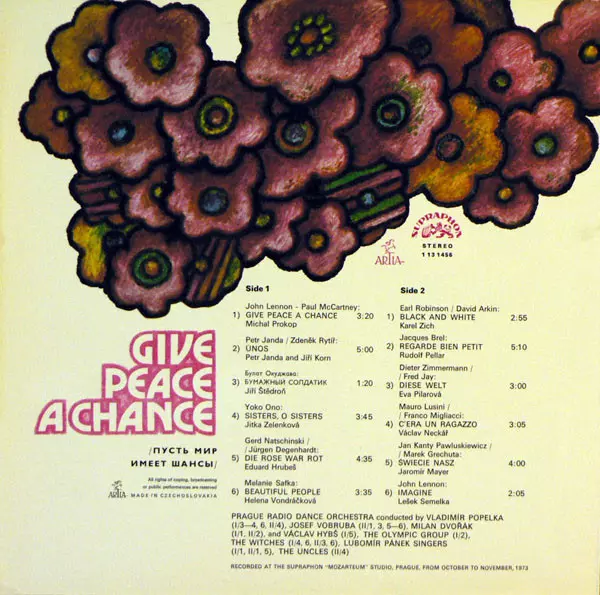 SUPRAPHON
STEREO
1 13 1456
ARTIA
Side 1
John Lennon - Paul McCartney:
1) GIVE PEACE A CHANCE 3:20
Michal Prokop
Petr Janda / Zdeněk Rytíř:
2) ÚNOS 5:00
Petr Janda and Jiří Korn
Булет Окуджова:
3) БУМАЖНЫЙ СОЛДАТИК 1:20
Jiří Štědroň
Yoko Ono:
4) SISTERS, O SISTERS 3:45
Jitka Zelenková
Gerd Natschinski /
/Jürgen Degenhardt:
5) DIE ROSE WAR ROT 4:35
Eduard Hrubeš
Melanie Safka:
6) BEAUTIFUL PEOPLE 3:35
Helena Vondráčková
Side 2
Earl Robinson / David Arkin:
1) BLACK AND WHITE 2:55
Karel Zich
Jacques Brel:
2) REGARDE BIEN PETIT 5:10
Rudolf Pellar
Dieter Zimmermann /
/ Fred Jay:
3) DIESE WELT 3:00
Eva Pilarová
Mauro Lusini /
/ Franco Migliacci:
4) C'ERA UN RAGAZZO 3:05
Václav Neckář
Jan Kanty Pawluskiewicz /
/ Marek Grechuta:
5) ŚWIECIE NASZ 4:00
Jaromír Mayer
John Lennon:
6) IMAGINE 2:05
Lešek Semelka
GIVE
PEACE
A CHANCE
/ПУСТЬ МИР
ИМЕЕТ ШАНСЫ/
All rights of copying, broadcasting
or public performances are reserved
ARTIA MADE IN CZECHOSLOVAKIA
PRAGUE RADIO DANCE ORCHESTRA conducted by VLADIMÍR POPELKA
(I/3—4, 6, II/4), JOSEF VOBRUBA (II/1, 3, 5—6), MILAN DVOŘÁK
(I/1, II/2), and VÁCLAV HYBŠ (I/5), THE OLYMPIC GROUP (I/2),
THE WITCHES (I/4, 6, II/3, 6), LUBOMÍR PÁNEK SINGERS
(I/1, II/1, 5), THE UNCLES (II/4)
RECORDED AT THE SUPRAPHON "MOZARTEUM" STUDIO, PRAGUE, FROM OCTOBER TO NOVEMBER, 1973